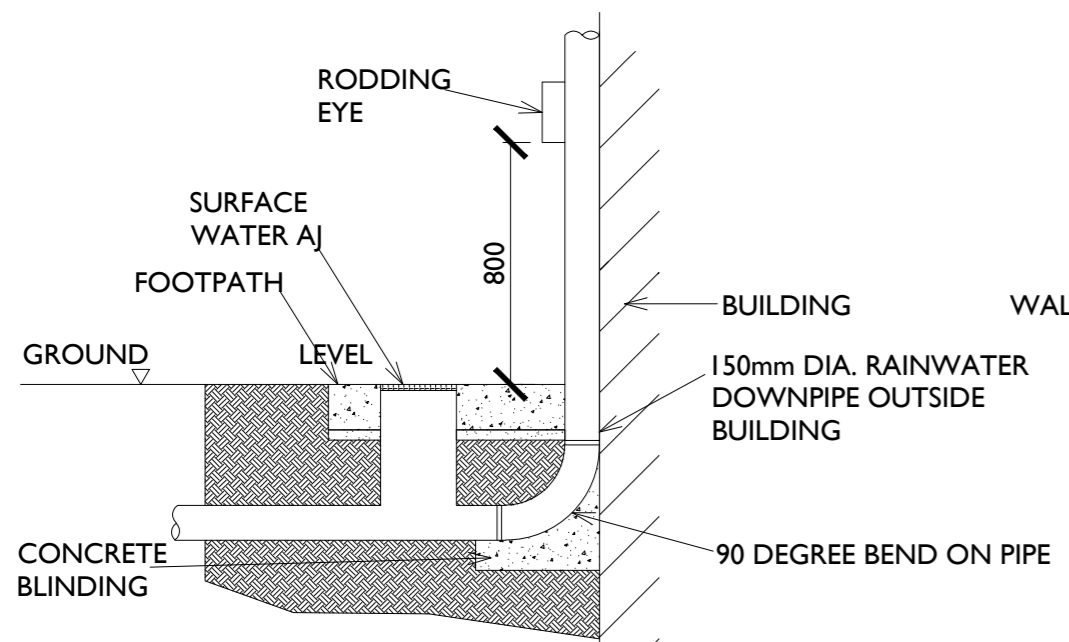 RODDING
EYE
SURFACE
WATER AJ
FOOTPATH
800
BUILDING WAL
GROUND LEVEL
150mm DIA. RAINWATER
DOWNPIPE OUTSIDE
BUILDING
CONCRETE
BLINDING
90 DEGREE BEND ON PIPE